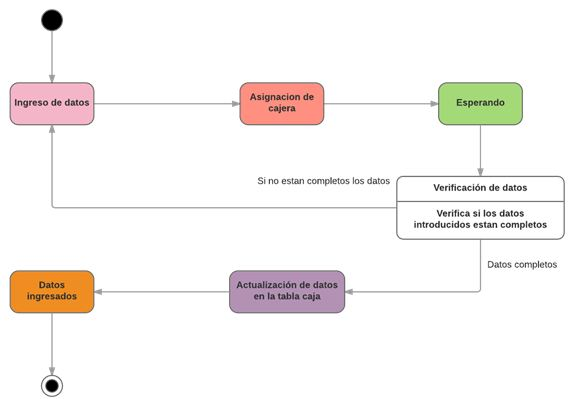 Ingreso de datos
Asignacion de
cajera
Esperando
Si no estan completos los datos
Verificación de datos
Verifica si los datos
introducidos estan completos
Datos completos
Datos
ingresados
Actualización de datos
en la tabla caja